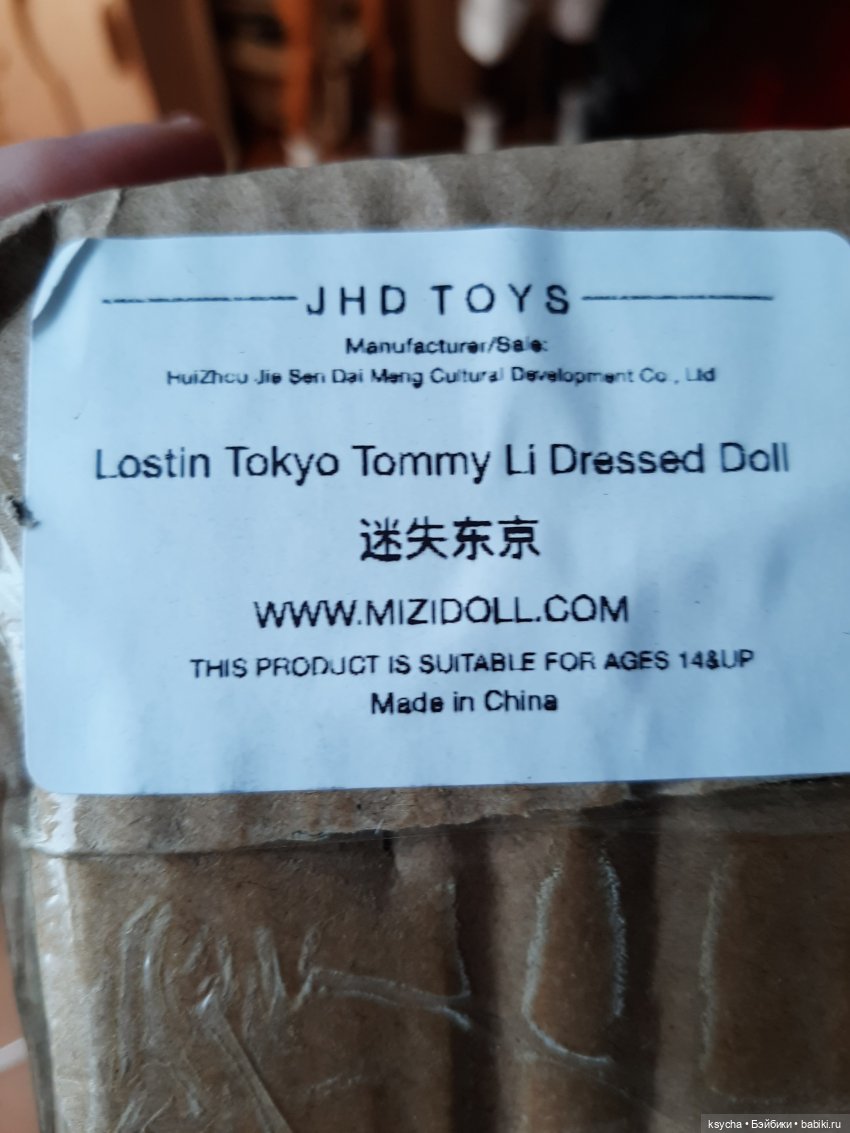 JHD TOYS
Manufacturer/Sale:
HuiZhou Jie Sen Dai Meng Cultural Development Co., Ltd
Lostin Tokyo Tommy Li Dressed Doll
迷失东京
WWW.MIZIDOLL.COM
THIS PRODUCT IS SUITABLE FOR AGES 14&UP
Made in China
ksycha • Бэйбики • babiki.ru